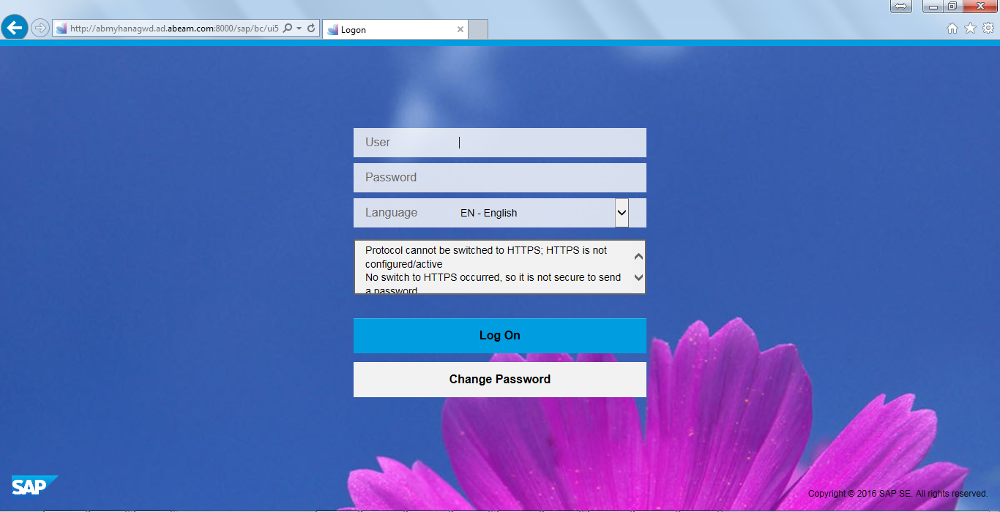 http://abmyhanagwd.ad.abeam.com:8000/sap/bc/ui5
Logon
User
Password
Language EN - English
Protocol cannot be switched to HTTPS; HTTPS is not
configured/active
No switch to HTTPS occurred, so it is not secure to send
a password
Log On
Change Password
SAP
Copyright © 2016 SAP SE. All rights reserved.